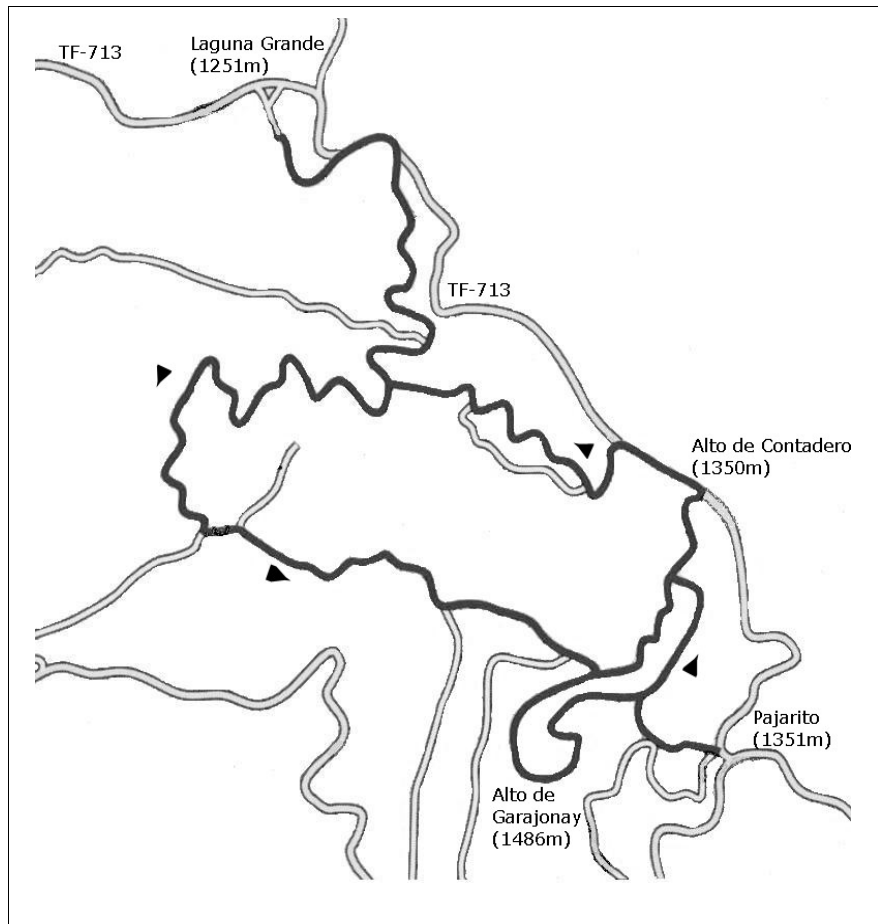 Laguna Grande
(1251m)
TF-713
TF-713
Alto de Contadero
(1350m)
Pajarito
(1351m)
Alto de
Garajonay
(1486m)